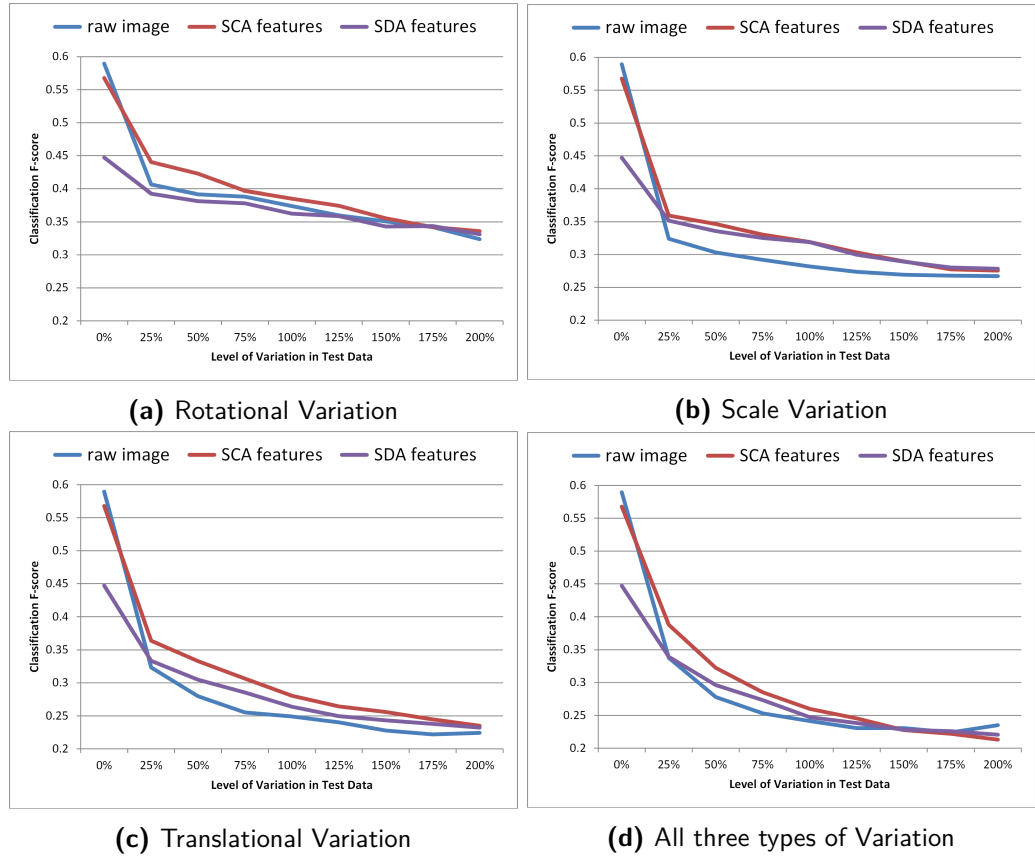 raw image SCA features SDA features
0.6
0.55
0.5
0.45
0.4
0.35
0.3
0.25
0.2
Classification F-score
0% 25% 50% 75% 100% 125% 150% 175% 200%
Level of Variation in Test Data
(a) Rotational Variation
raw image SCA features SDA features
0.6
0.55
0.5
0.45
0.4
0.35
0.3
0.25
0.2
Classification F-score
0% 25% 50% 75% 100% 125% 150% 175% 200%
Level of Variation in Test Data
(b) Scale Variation
raw image SCA features SDA features
0.6
0.55
0.5
0.45
0.4
0.35
0.3
0.25
0.2
Classification F-score
0% 25% 50% 75% 100% 125% 150% 175% 200%
Level of Variation in Test Data
(c) Translational Variation
raw image SCA features SDA features
0.6
0.55
0.5
0.45
0.4
0.35
0.3
0.25
0.2
Classification F-score
0% 25% 50% 75% 100% 125% 150% 175% 200%
Level of Variation in Test Data
(d) All three types of Variation